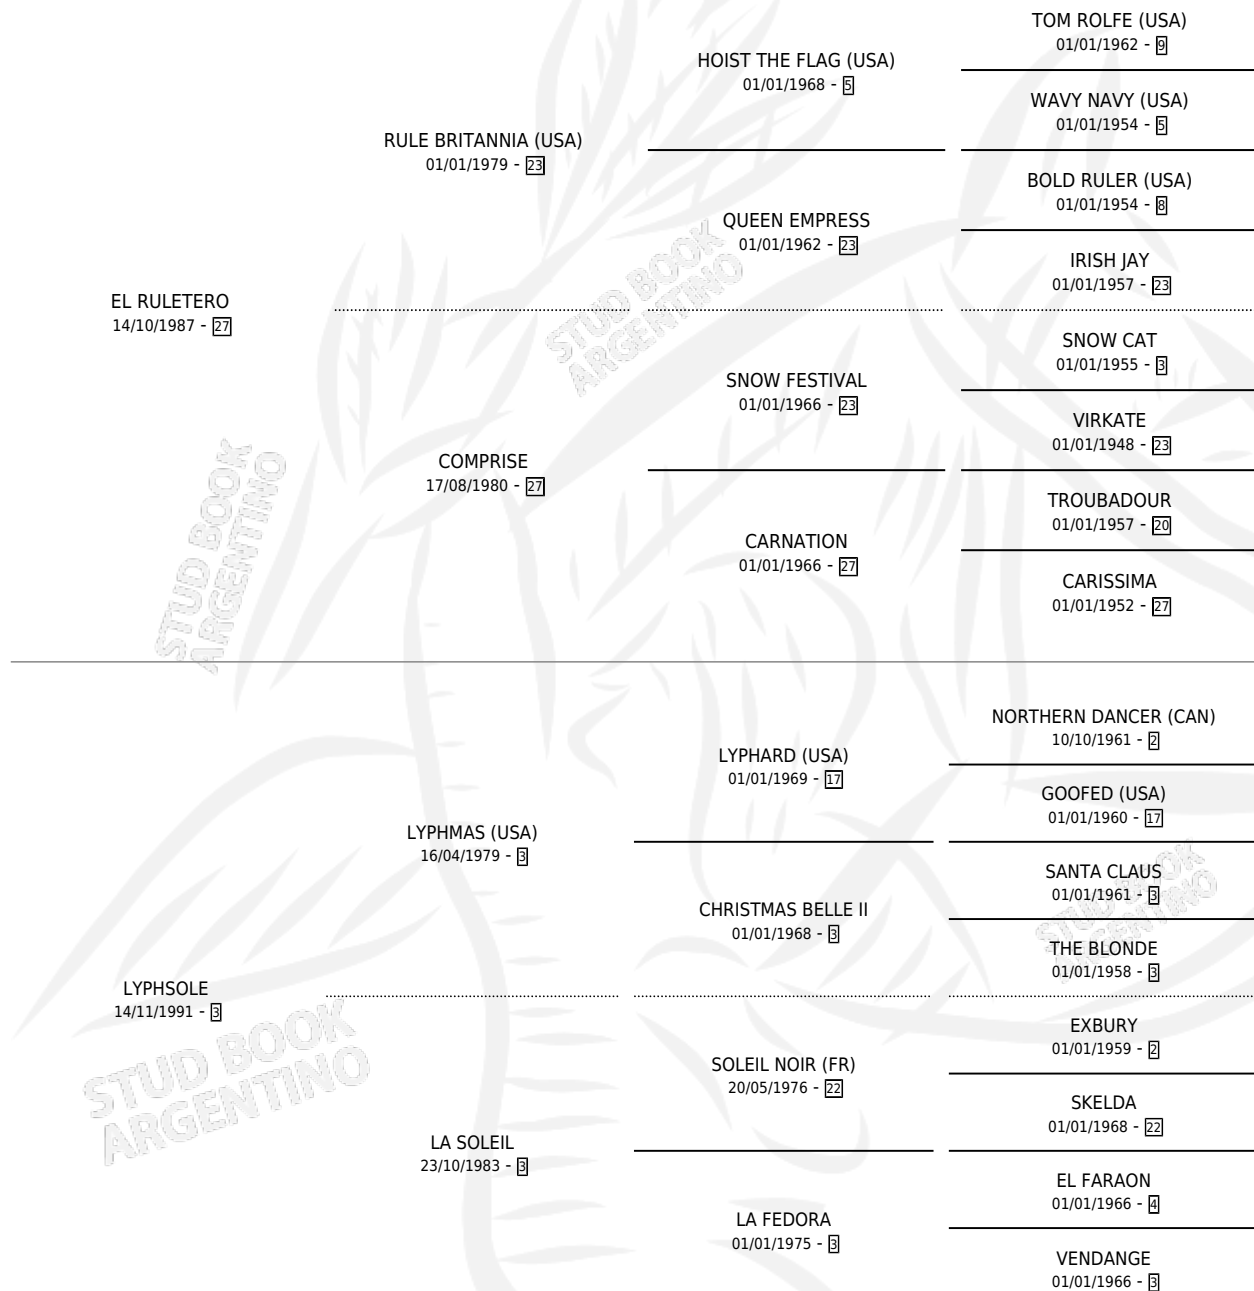 TOM ROLFE (USA)
01/01/1962 - 9
HOIST THE FLAG (USA)
01/01/1968 - 5
WAVY NAVY (USA)
01/01/1954 - 5
RULE BRITANNIA (USA)
01/01/1979 - 23
BOLD RULER (USA)
01/01/1954 - 8
QUEEN EMPRESS
01/01/1962 - 23
IRISH JAY
01/01/1957 - 23
EL RULETERO
14/10/1987 - 27
SNOW CAT
01/01/1955 - 3
SNOW FESTIVAL
01/01/1966 - 23
VIRKATE
01/01/1948 - 23
COMPRISE
17/08/1980 - 27
TROUBADOUR
01/01/1957 - 20
CARNATION
01/01/1966 - 27
CARISSIMA
01/01/1952 - 27
NORTHERN DANCER (CAN)
10/10/1961 - 2
LYPHARD (USA)
01/01/1969 - 17
GOOFED (USA)
01/01/1960 - 17
LYPHMAS (USA)
16/04/1979 - 3
SANTA CLAUS
01/01/1961 - 3
CHRISTMAS BELLE II
01/01/1968 - 3
THE BLONDE
01/01/1958 - 3
LYPHSOLE
14/11/1991 - 3
EXBURY
01/01/1959 - 2
SOLEIL NOIR (FR)
20/05/1976 - 22
SKELDA
01/01/1968 - 22
LA SOLEIL
23/10/1983 - 3
EL FARAON
01/01/1966 - 4
LA FEDORA
01/01/1975 - 3
VENDANGE
01/01/1966 - 3
STUD BOOK
ARGENTINO
STUD BOOK
ARGENTINO
STUD BOOK
ARGENTINO
STUD BOOK
ARGENTINO